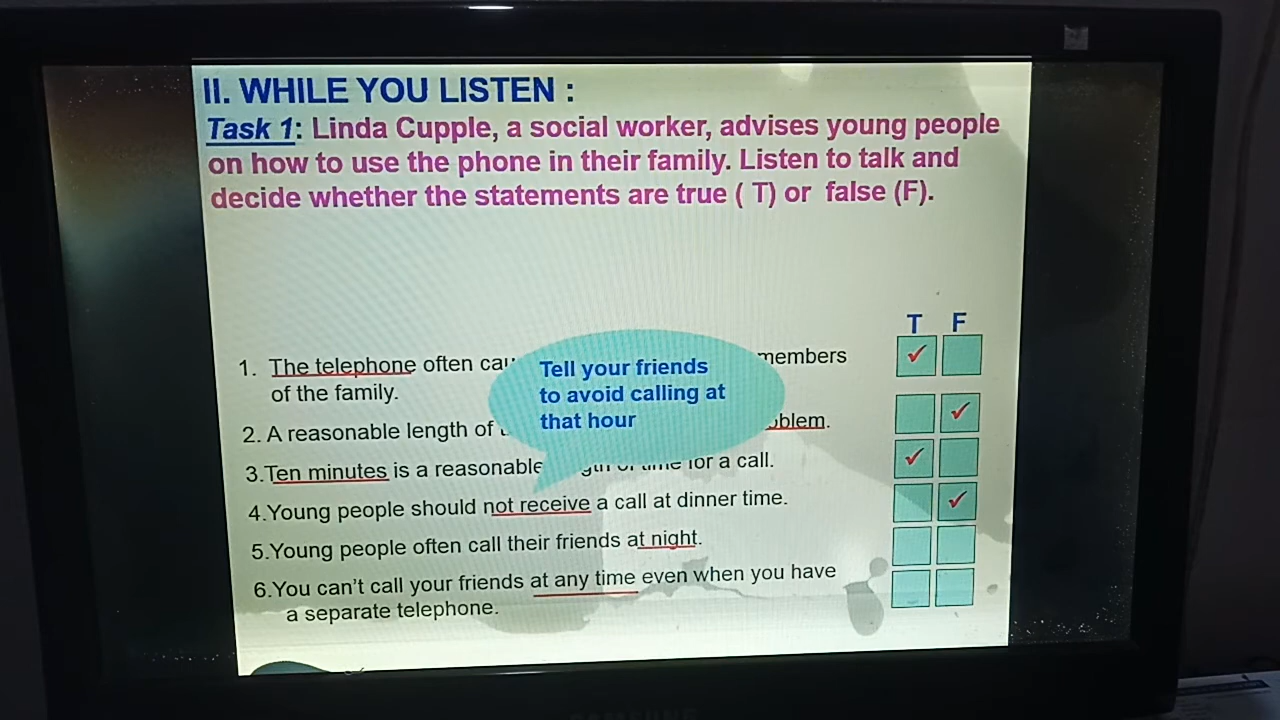 II. WHILE YOU LISTEN :
Task 1: Linda Cupple, a social worker, advises young people
on how to use the phone in their family. Listen to talk and
decide whether the statements are true ( T) or false (F).
T F
1. The telephone often members
of the family.
Tell your friends
to avoid calling at
that hour
2. A reasonable length of
3.Ten minutes is a reasonable for a call.
4.Young people should not receive a call at dinner time.
5.Young people often call their friends at night.
6.You can't call your friends at any time even when you have
a separate telephone.